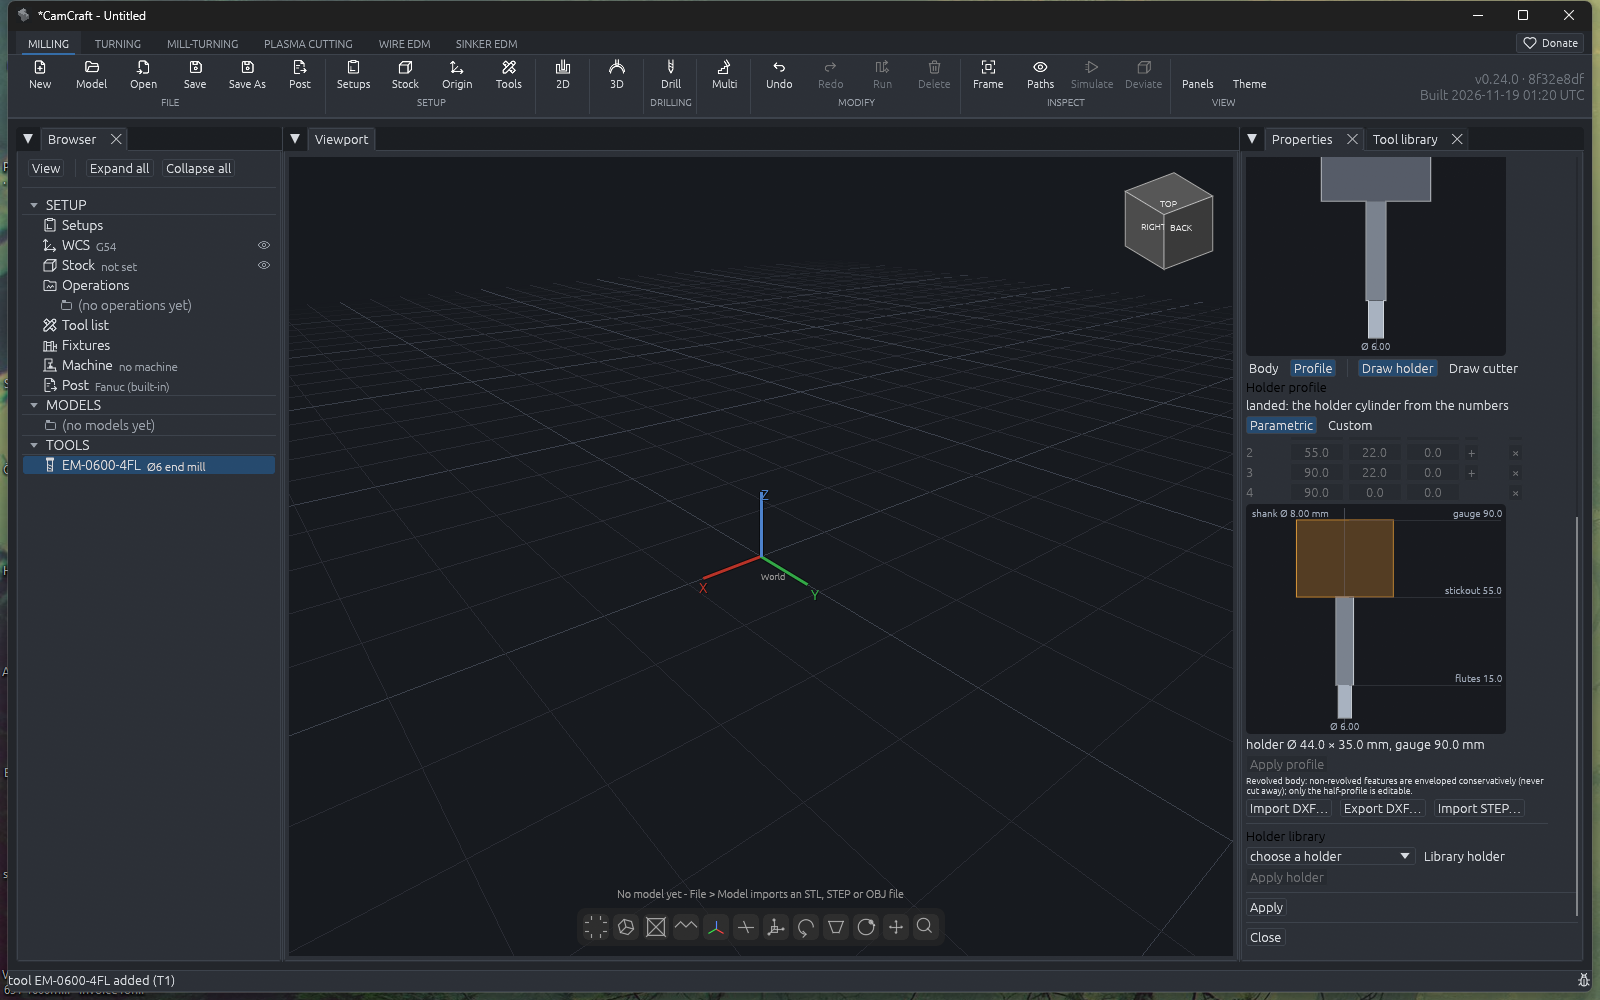 *CamCraft - Untitled
MILLING TURNING MILL-TURNING PLASMA CUTTING WIRE EDM SINKER EDM Donate
New Model Open Save Save As Post Setups Stock Origin Tools 2D 3D Drill Multi Undo Redo Run Delete Frame Paths Simulate Deviate Panels Theme
FILE SETUP DRILLING MODIFY INSPECT VIEW
v0.24.0 · 8f32e8df
Built 2026-11-19 01:20 UTC
Browser
View Expand all Collapse all
SETUP
Setups
WCS G54
Stock not set
Operations
(no operations yet)
Tool list
Fixtures
Machine no machine
Post Fanuc (built-in)
MODELS
(no models yet)
TOOLS
EM-0600-4FL Ø6 end mill
Viewport
TOP
RIGHT BACK
Z
World
X
Y
No model yet - File > Model imports an STL, STEP or OBJ file
Properties Tool library
Ø 6.00
Body Profile Draw holder Draw cutter
Holder profile
landed: the holder cylinder from the numbers
Parametric Custom
2 55.0 22.0 0.0 + ×
3 90.0 22.0 0.0 + ×
4 90.0 0.0 0.0 ×
shank Ø 8.00 mm gauge 90.0
stickout 55.0
flutes 15.0
Ø 6.00
holder Ø 44.0 × 35.0 mm, gauge 90.0 mm
Apply profile
Revolved body: non-revolved features are enveloped conservatively (never
cut away); only the half-profile is editable.
Import DXF... Export DXF... Import STEP...
Holder library
choose a holder Library holder
Apply holder
Apply
Close
tool EM-0600-4FL added (T1)